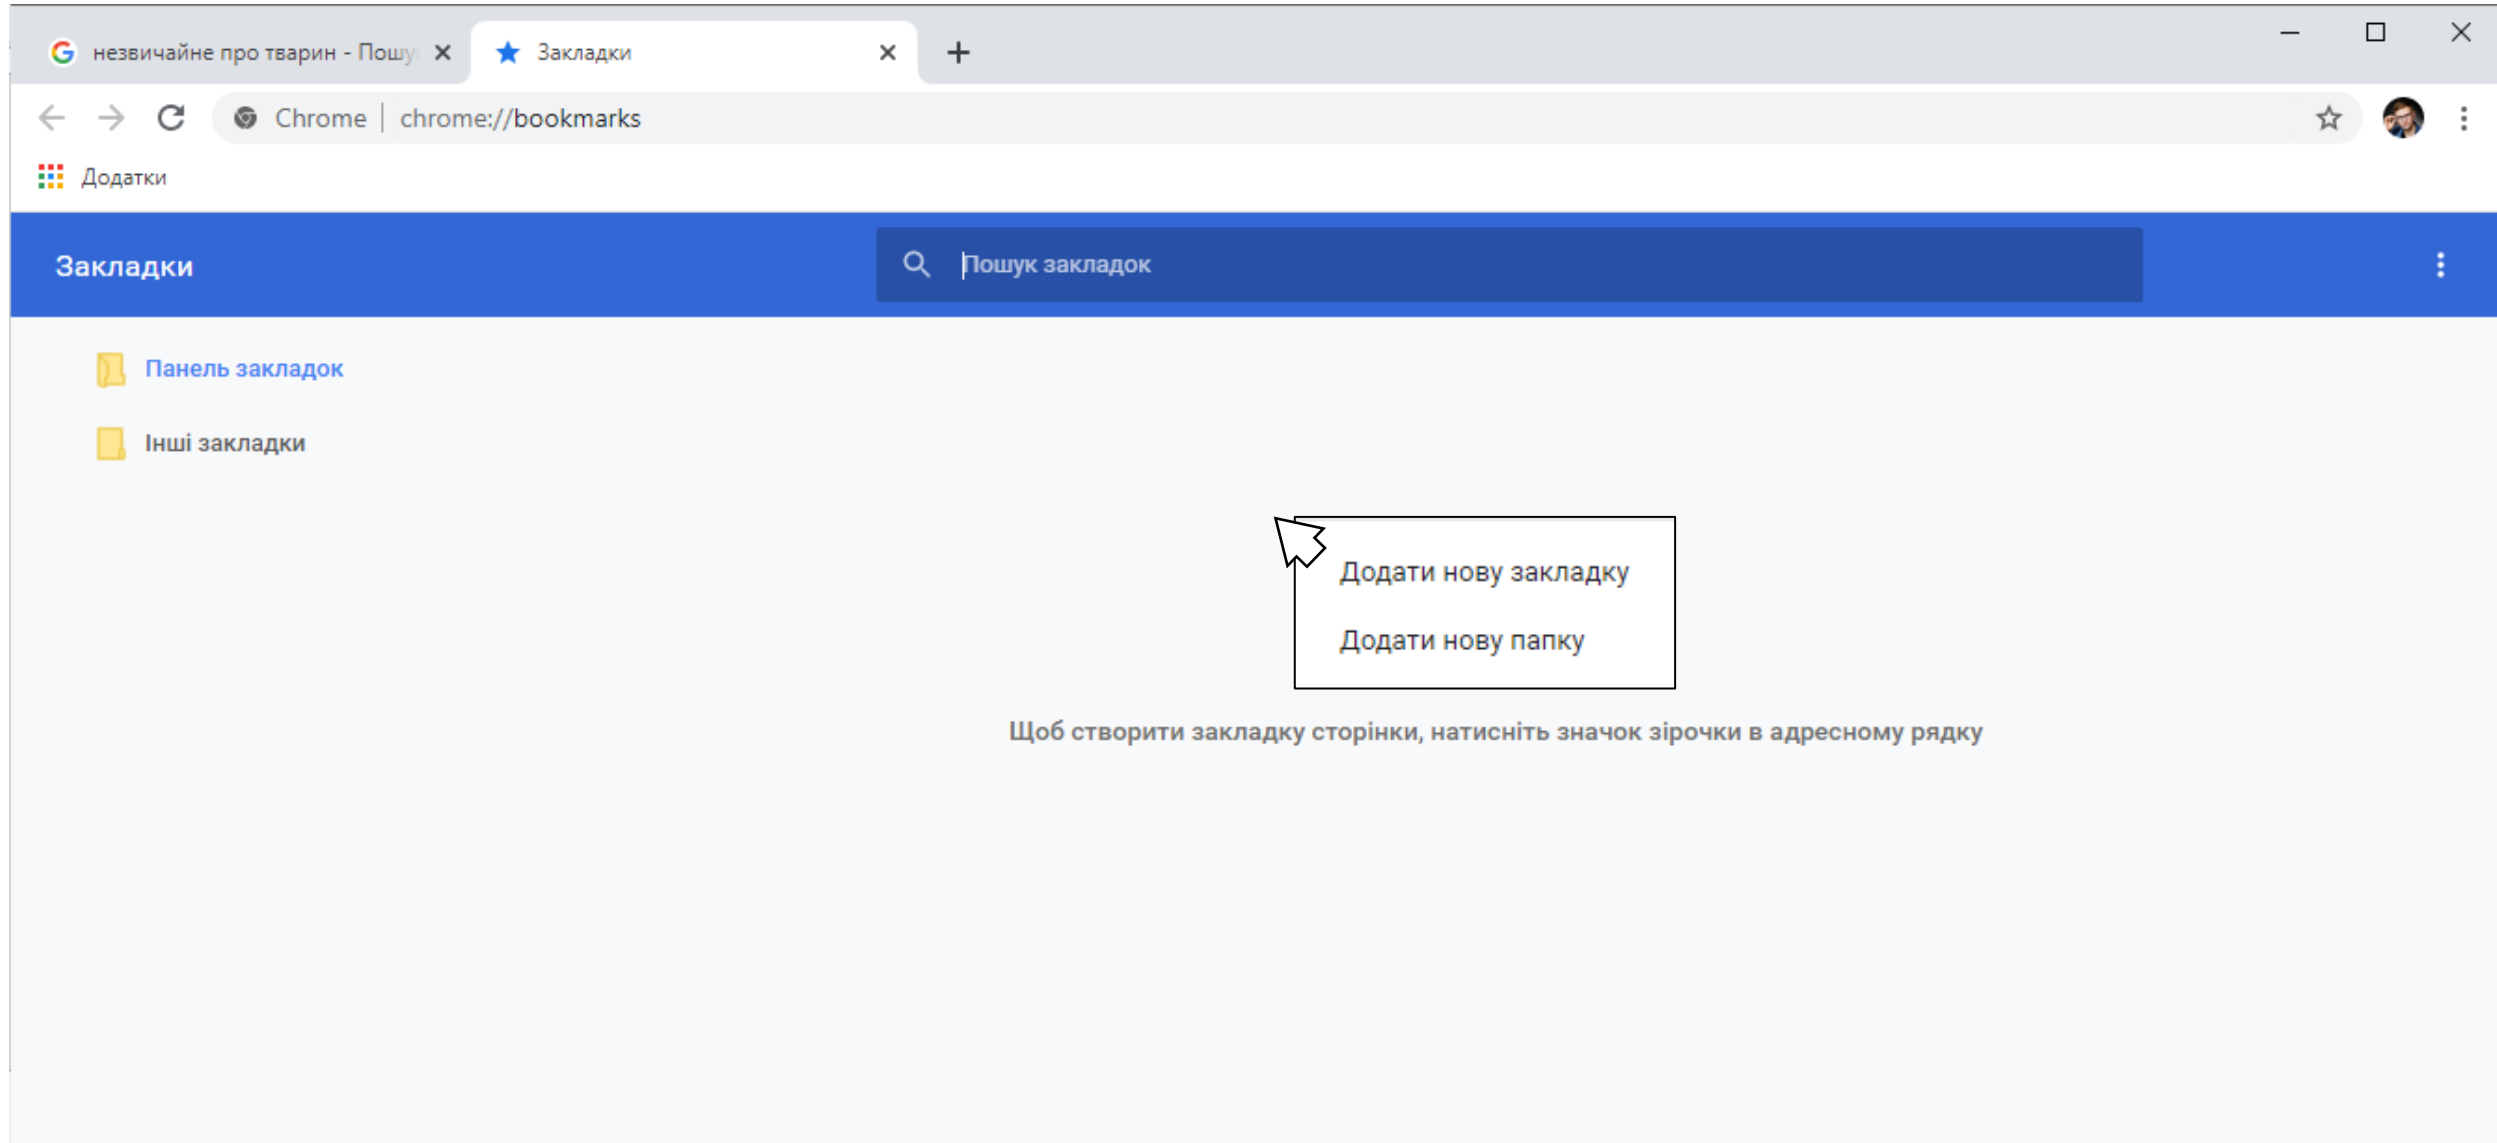 незвичайне про тварин - Пошу
Закладки
Chrome | chrome://bookmarks
Додатки
Закладки
Пошук закладок
Панель закладок
Інші закладки
Додати нову закладку
Додати нову папку
Щоб створити закладку сторінки, натисніть значок зірочки в адресному рядку